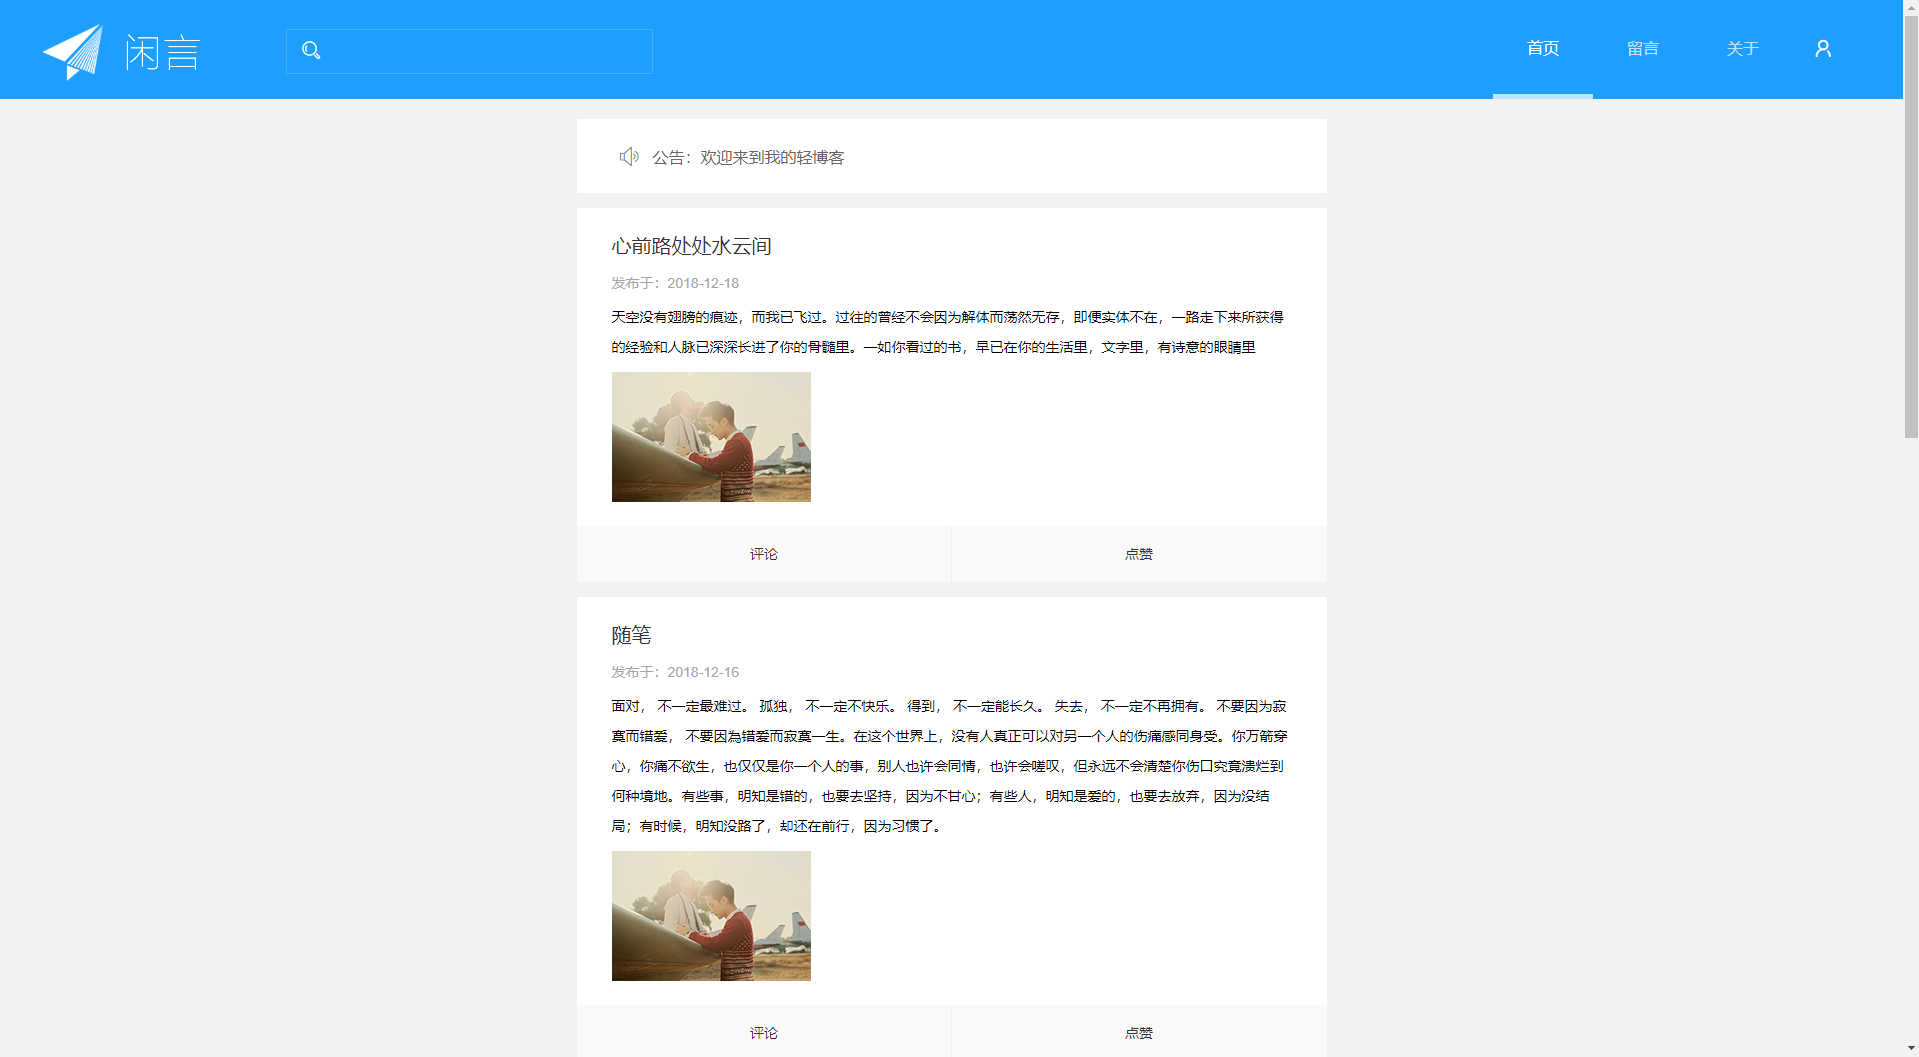 闲言
首页
留言
关于
公告：欢迎来到我的轻博客
心前路处处水云间
发布于：2018-12-18
天空没有翅膀的痕迹，而我已飞过。过往的曾经不会因为解体而荡然无存，即便实体不在，一路走下来所获得
的经验和人脉已深深长进了你的骨髓里。一如你看过的书，早已在你的生活里，文字里，有诗意的眼睛里
评论
点赞
随笔
发布于：2018-12-16
面对， 不一定最难过。 孤独， 不一定不快乐。 得到， 不一定能长久。 失去， 不一定不再拥有。 不要因为寂
寞而错爱， 不要因為错爱而寂寞一生。在这个世界上，没有人真正可以对另一个人的伤痛感同身受。你万箭穿
心，你痛不欲生，也仅仅是你一个人的事，别人也许会同情，也许会嗟叹，但永远不会清楚你伤口究竟溃烂到
何种境地。有些事，明知是错的，也要去坚持，因为不甘心；有些人，明知是爱的，也要去放弃，因为没结
局；有时候，明知没路了，却还在前行，因为习惯了。
评论
点赞